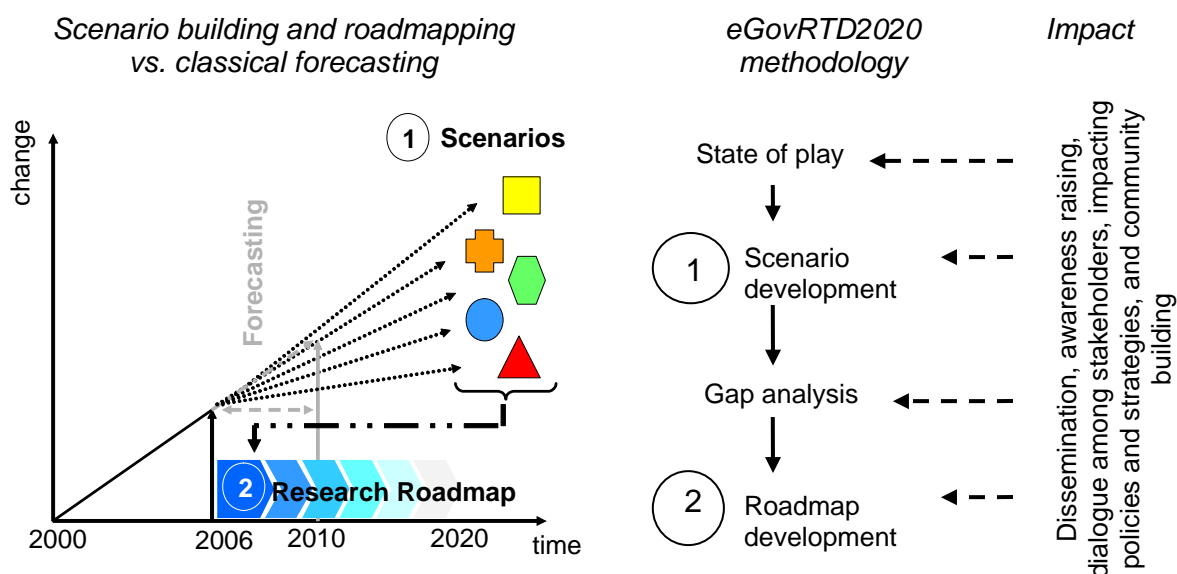 Scenario building and roadmapping
vs. classical forecasting
change
1 Scenarios
Forecasting
2 Research Roadmap
2000
2006
2010
2020
time
eGovRTD2020
methodology
State of play
1
Scenario
development
Gap analysis
2
Roadmap
development
Impact
Dissemination, awareness raising,
dialogue among stakeholders, impacting
policies and strategies, and community
building